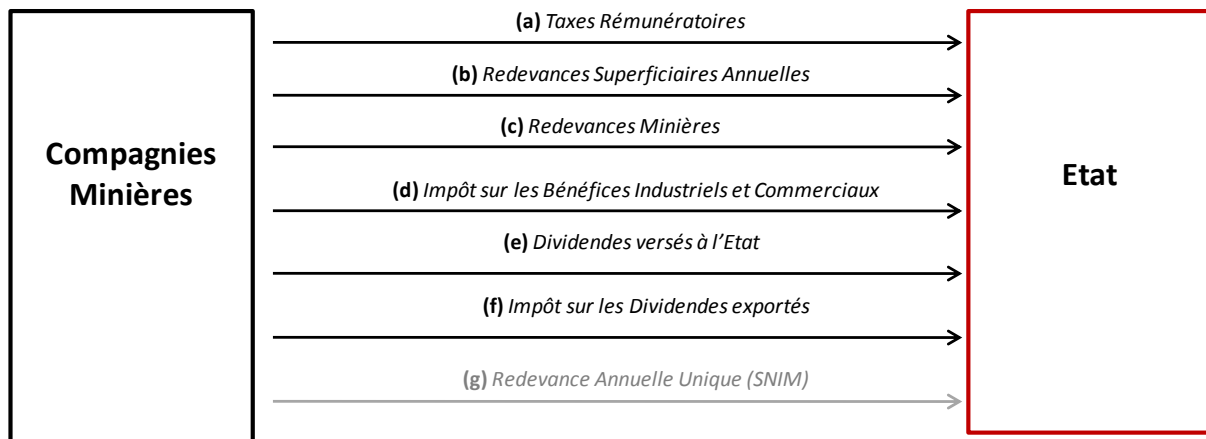 (a) Taxes Rémunératoires
(b) Redevances Superficiaires Annuelles
(c) Redevances Minières
Compagnies
Minières
Etat
(d) Impôt sur les Bénéfices Industriels et Commerciaux
(e) Dividendes versés à l’Etat
(f) Impôt sur les Dividendes exportés
(g) Redevance Annuelle Unique (SNIM)